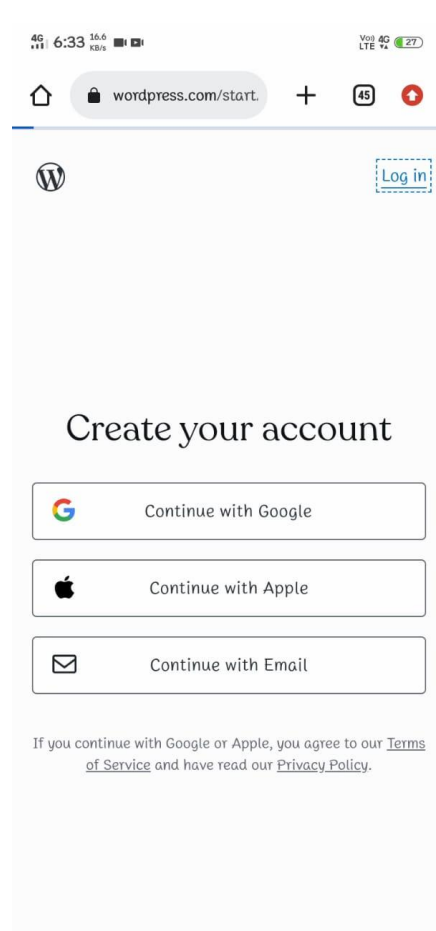 4G 6:33 16.6 KB/s Vo)) LTE 4G 27
wordpress.com/start. 45
Log in
Create your account
Continue with Google
Continue with Apple
Continue with Email
If you continue with Google or Apple, you agree to our Terms
of Service and have read our Privacy Policy.